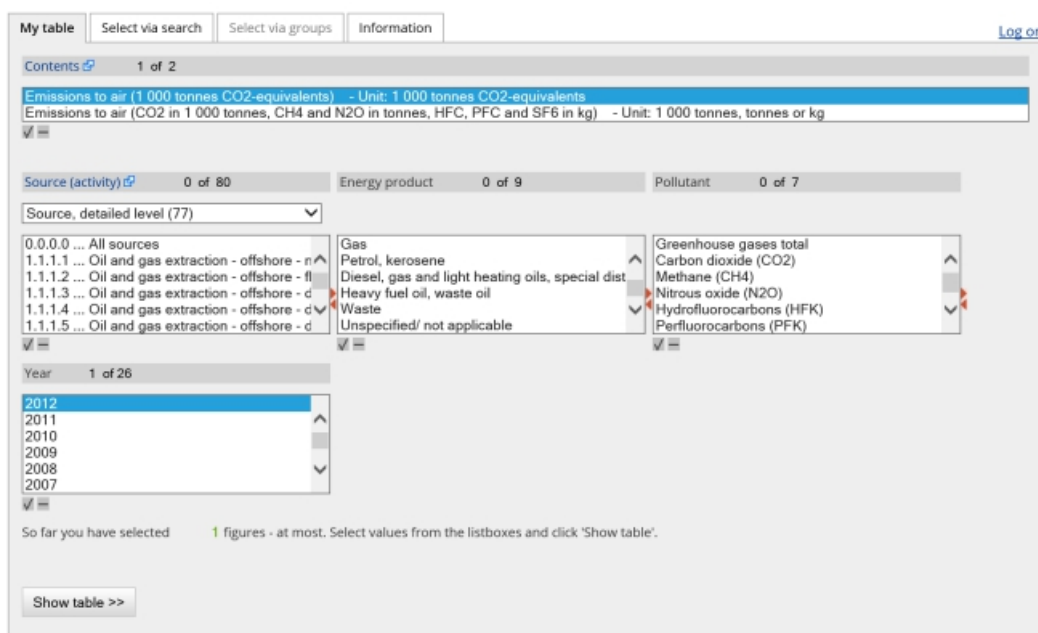 My table Select via search Select via groups Information
Log on
Contents 1 of 2
Emissions to air (1 000 tonnes CO2-equivalents) - Unit: 1 000 tonnes CO2-equivalents
Emissions to air (CO2 in 1 000 tonnes, CH4 and N2O in tonnes, HFC, PFC and SF6 in kg) - Unit: 1 000 tonnes, tonnes or kg
Source (activity) 0 of 80 Energy product 0 of 9 Pollutant 0 of 7
Source, detailed level (77)
0.0.0.0 ... All sources
1.1.1.1 ... Oil and gas extraction - offshore - n
1.1.1.2 ... Oil and gas extraction - offshore - fl
1.1.1.3 ... Oil and gas extraction - offshore - d
1.1.1.4 ... Oil and gas extraction - offshore - d
1.1.1.5 ... Oil and gas extraction - offshore - d
Gas
Petrol, kerosene
Diesel, gas and light heating oils, special dist
Heavy fuel oil, waste oil
Waste
Unspecified/ not applicable
Greenhouse gases total
Carbon dioxide (CO2)
Methane (CH4)
Nitrous oxide (N2O)
Hydrofluorocarbons (HFK)
Perfluorocarbons (PFK)
Year 1 of 26
2012
2011
2010
2009
2008
2007
So far you have selected 1 figures - at most. Select values from the listboxes and click 'Show table'.
Show table >>